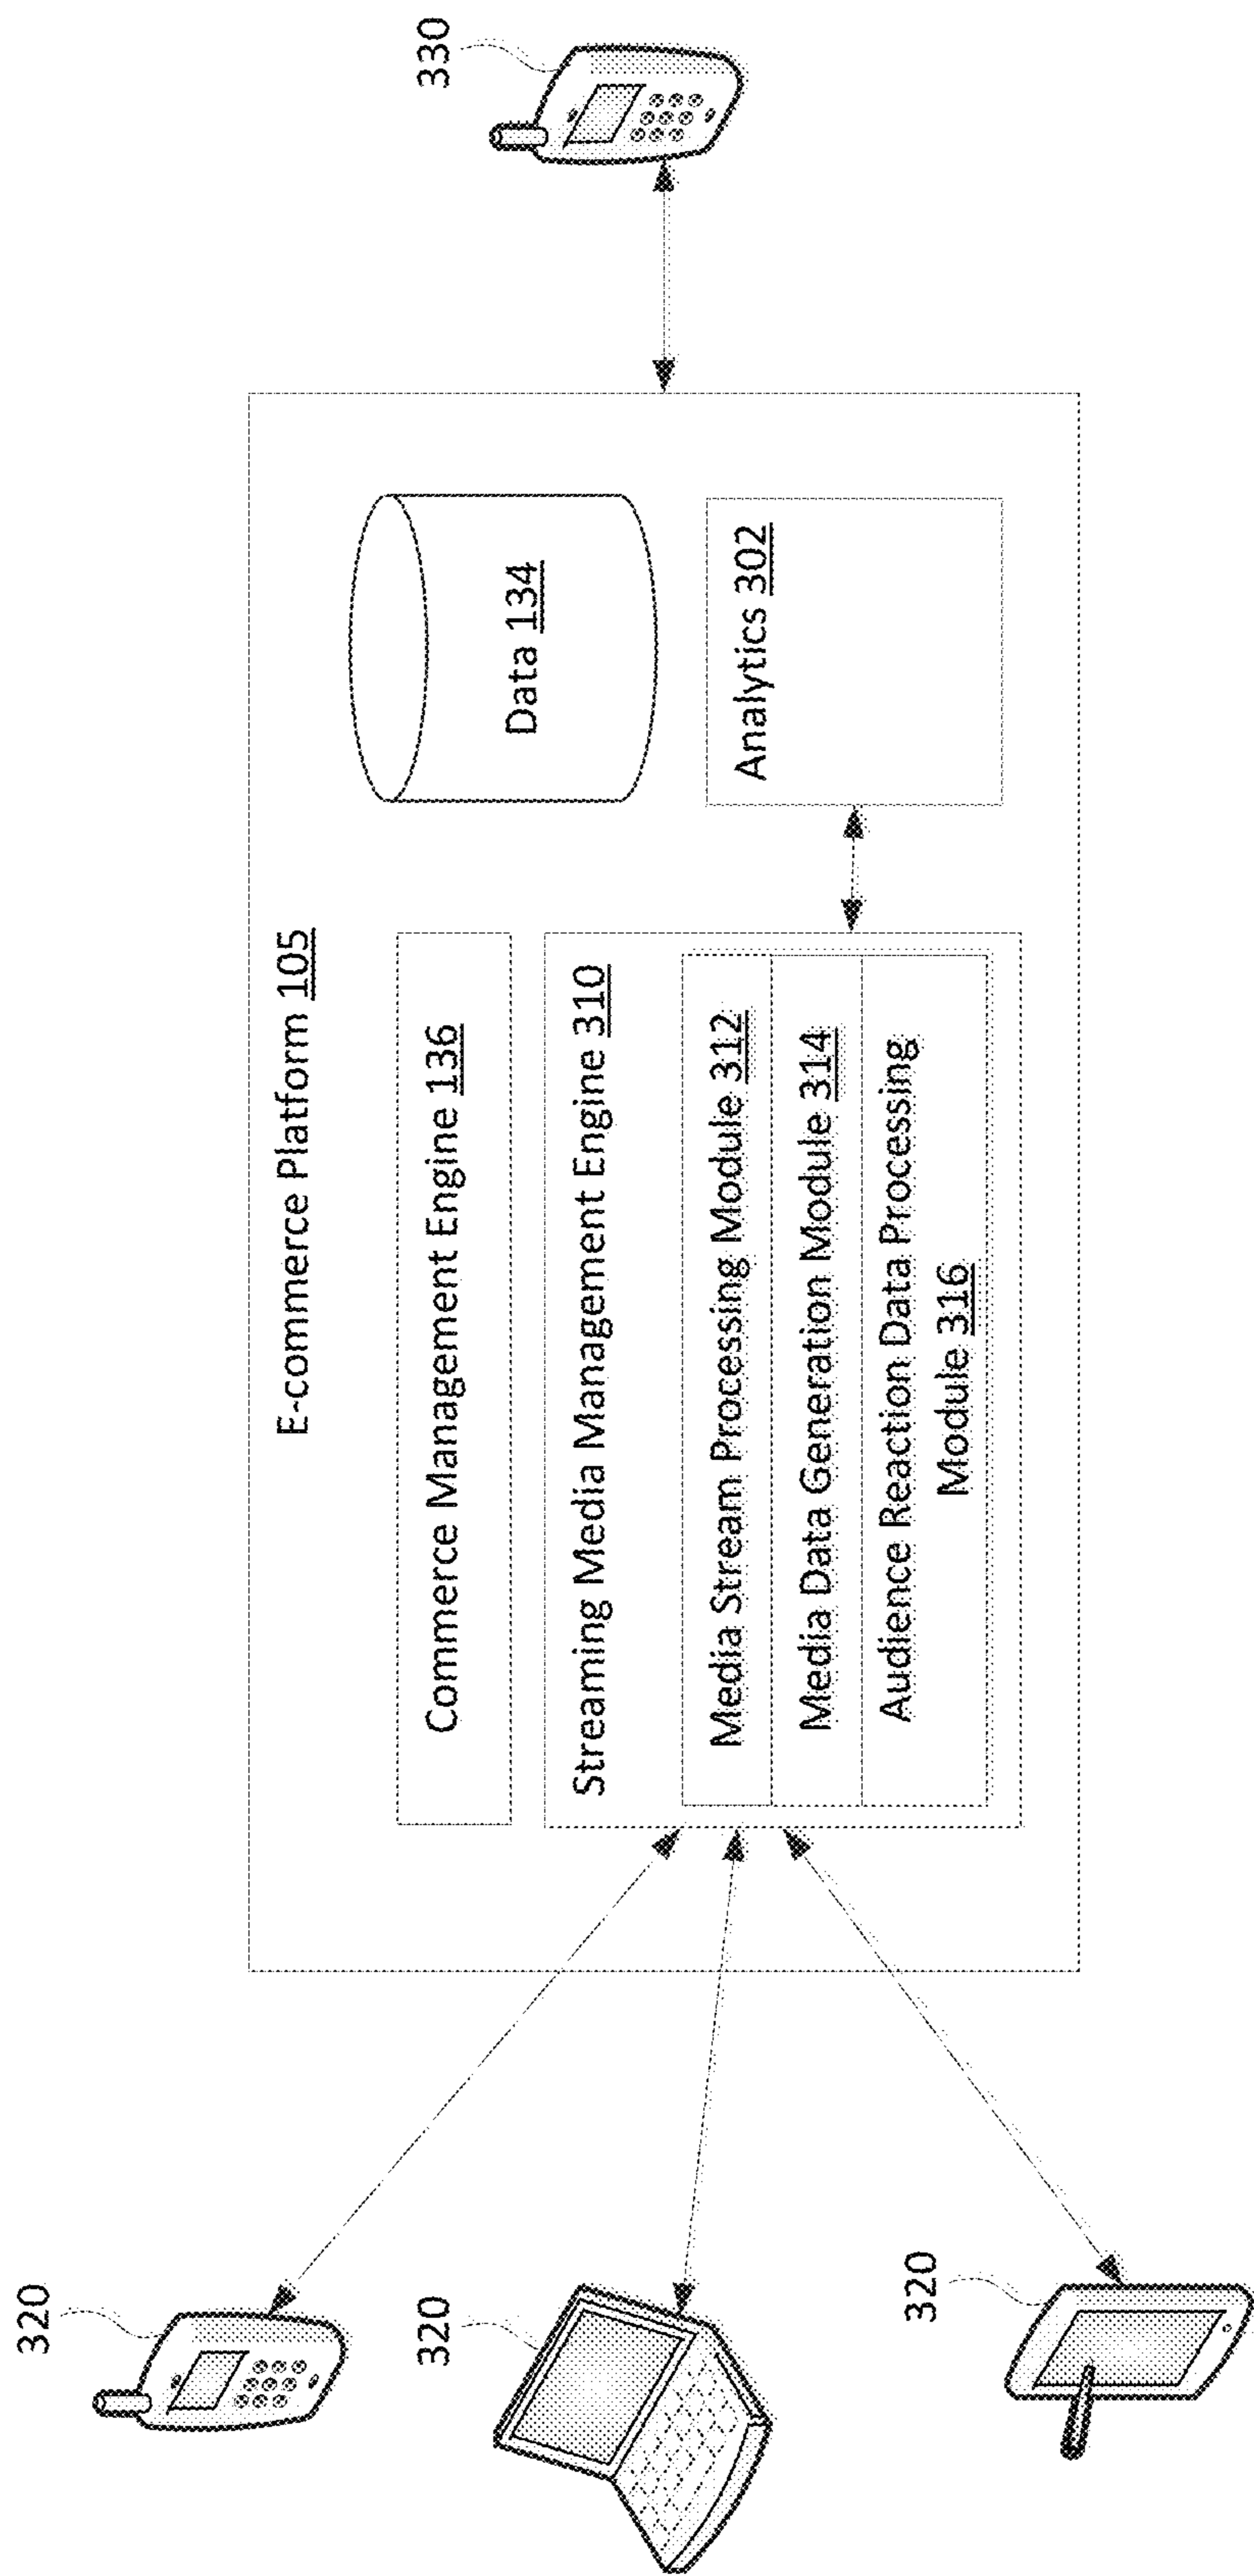 E-commerce Platform 105
Commerce Management Engine 136
Streaming Media Management Engine 310
Media Stream Processing Module 312
Media Data Generation Module 314
Audience Reaction Data Processing
Module 316
Data 134
Analytics 302
320
320
320
330